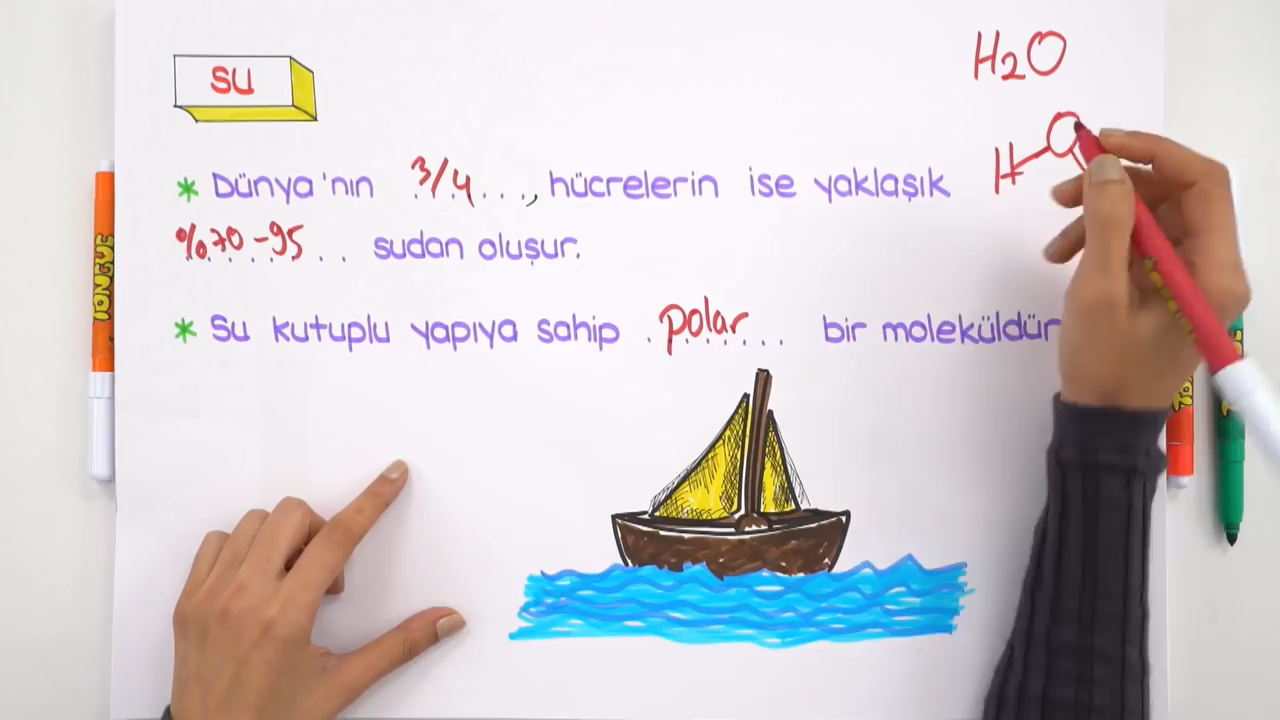 su
H₂O
* Dünya'nın 3/4 ..., hücrelerin ise yaklaşık
%70-95 .. sudan oluşur.
* Su kutuplu yapıya sahip polar bir moleküldür
H-O